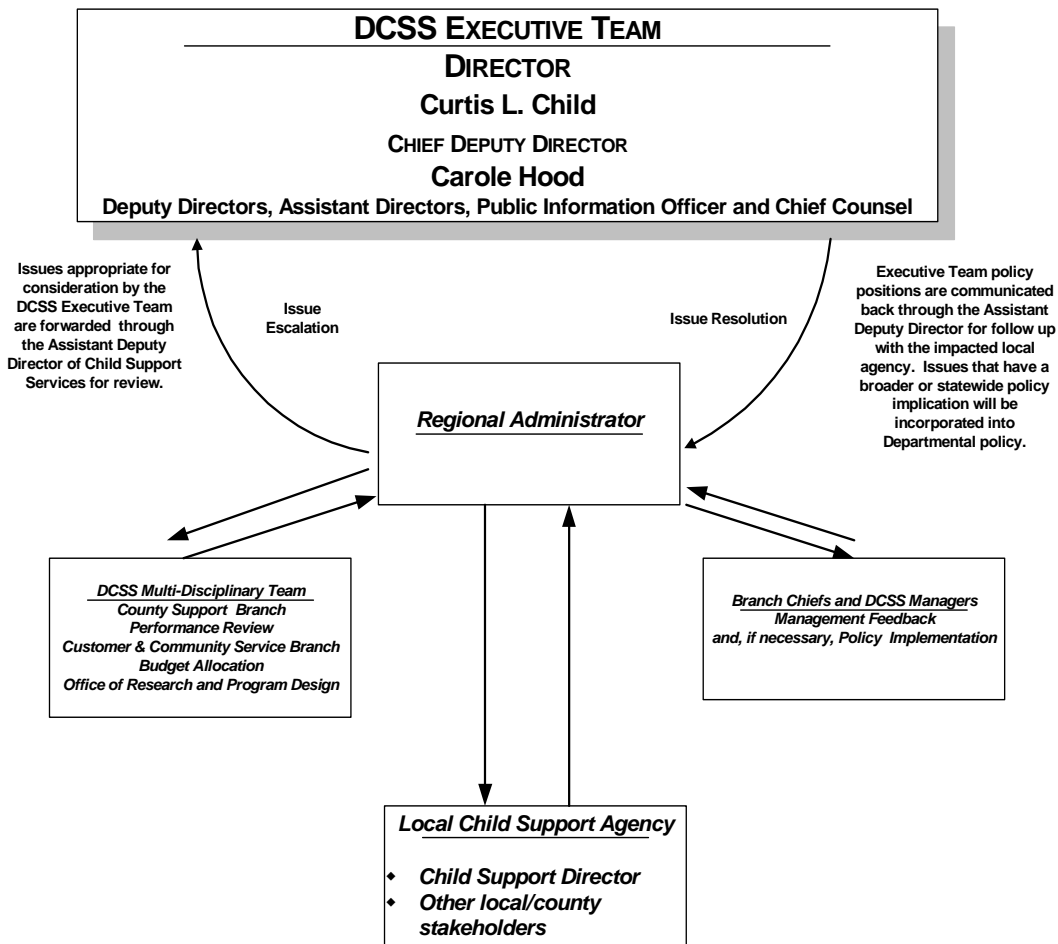 DCSS EXECUTIVE TEAM
DIRECTOR
Curtis L. Child
CHIEF DEPUTY DIRECTOR
Carole Hood
Deputy Directors, Assistant Directors, Public Information Officer and Chief Counsel
Issues appropriate for
consideration by the
DCSS Executive Team
are forwarded through
the Assistant Deputy
Director of Child Support
Services for review.
Issue
Escalation
Issue Resolution
Executive Team policy
positions are communicated
back through the Assistant
Deputy Director for follow up
with the impacted local
agency. Issues that have a
broader or statewide policy
implication will be
incorporated into
Departmental policy.
Regional Administrator
DCSS Multi-Disciplinary Team
County Support Branch
Performance Review
Customer & Community Service Branch
Budget Allocation
Office of Research and Program Design
Branch Chiefs and DCSS Managers
Management Feedback
and, if necessary, Policy Implementation
Local Child Support Agency
◆ Child Support Director
◆ Other local/county
stakeholders